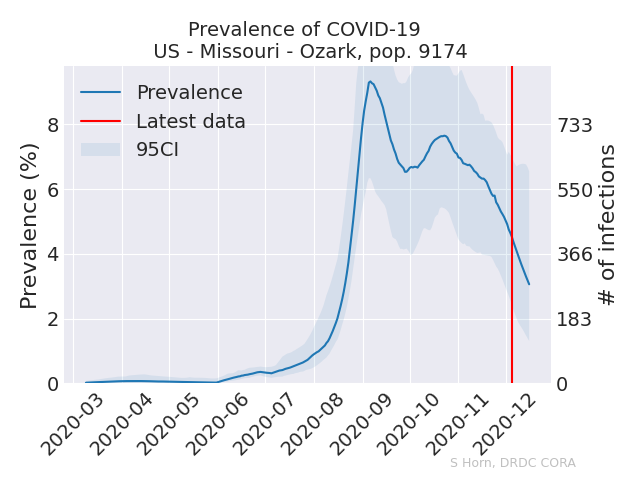 Prevalence of COVID-19
US - Missouri - Ozark, pop. 9174
Prevalence
Latest data
95CI
Prevalence (%)
8
6
4
2
0
733
550
366
183
0
# of infections
2020-03
2020-04
2020-05
2020-06
2020-07
2020-08
2020-09
2020-10
2020-11
2020-12
S Horn, DRDC CORA